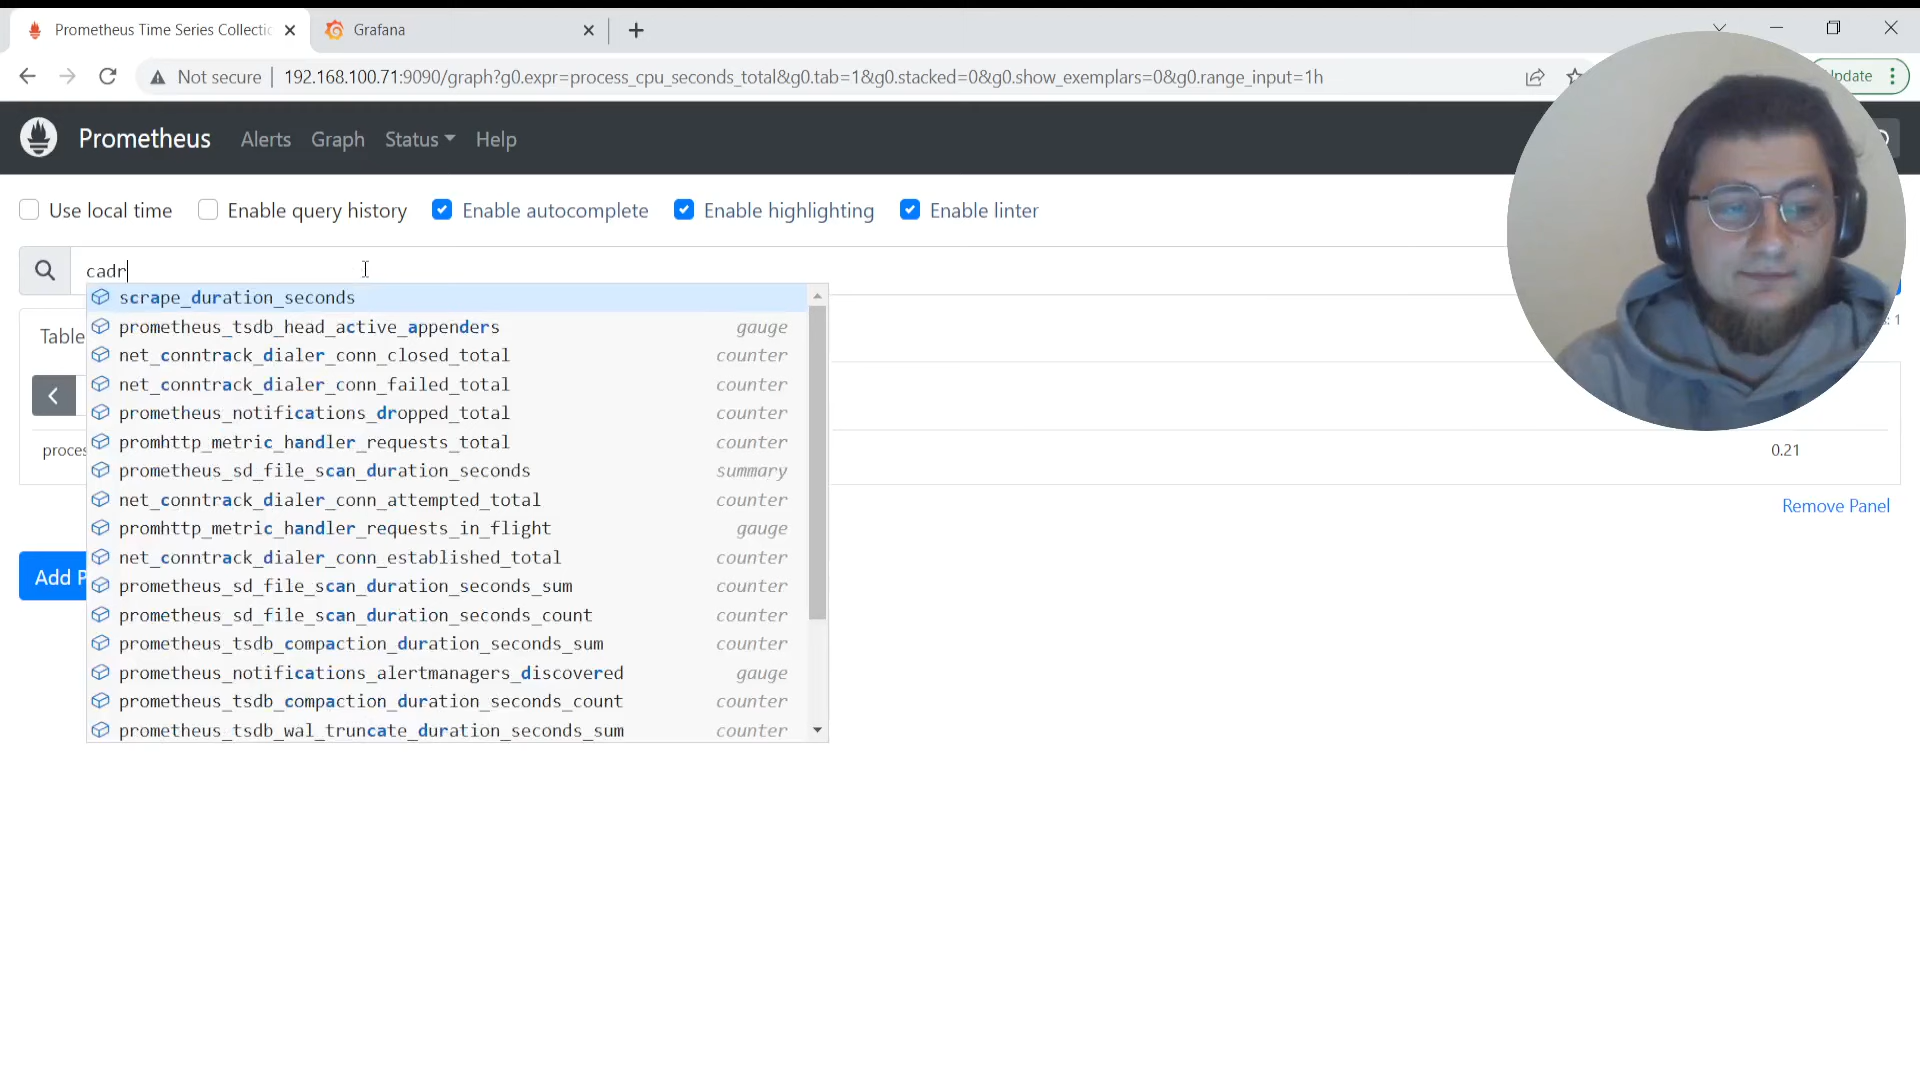 Prometheus Time Series Collectic
Grafana
Not secure
192.168.100.71:9090/graph?g0.expr=process_cpu_seconds_total&g0.tab=1&g0.stacked=0&g0.show_exemplars=0&g0.range_input=1h
Prometheus
Alerts
Graph
Status
Help
Use local time
Enable query history
Enable autocomplete
Enable highlighting
Enable linter
cadr
scrape_duration_seconds
prometheus_tsdb_head_active_appenders gauge
net_conntrack_dialer_conn_closed_total counter
net_conntrack_dialer_conn_failed_total counter
prometheus_notifications_dropped_total counter
promhttp_metric_handler_requests_total counter
prometheus_sd_file_scan_duration_seconds summary
net_conntrack_dialer_conn_attempted_total counter
promhttp_metric_handler_requests_in_flight gauge
net_conntrack_dialer_conn_established_total counter
prometheus_sd_file_scan_duration_seconds_sum counter
prometheus_sd_file_scan_duration_seconds_count counter
prometheus_tsdb_compaction_duration_seconds_sum counter
prometheus_notifications_alertmanagers_discovered gauge
prometheus_tsdb_compaction_duration_seconds_count counter
prometheus_tsdb_wal_truncate_duration_seconds_sum counter
Table
: 1
proces
0.21
Remove Panel
Add P